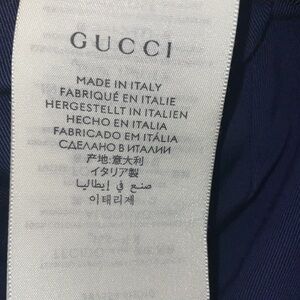 GUCCI
MADE IN ITALY
FABRIQUÉ EN ITALIE
HERGESTELLT IN ITALIEN
HECHO EN ITALIA
FABRICADO EM ITÁLIA
СДЕЛАНО В ИТАЛИИ
产地:意大利
イタリア製
صنع في إيطاليا
이태리제